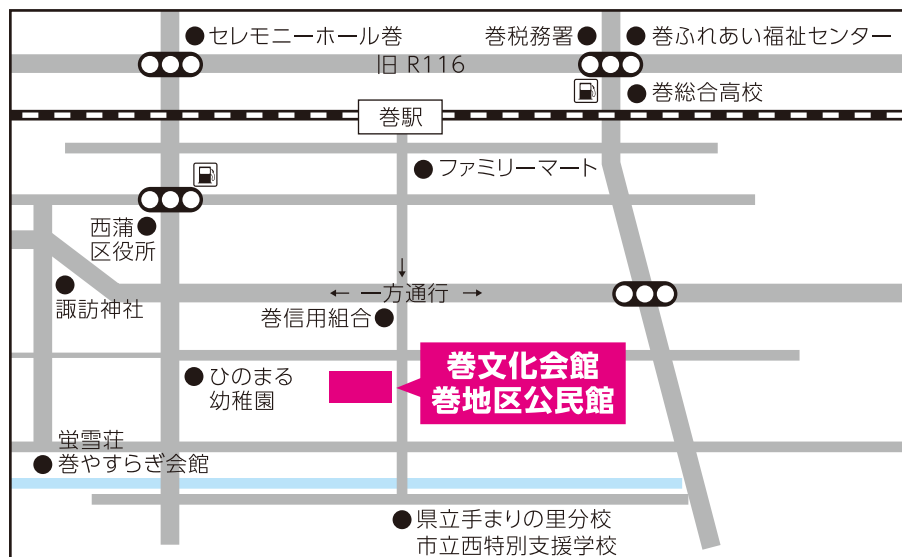 セレモニーホール巻
巻税務署
巻ふれあい福祉センター
旧 R116
巻総合高校
巻駅
ファミリーマート
西蒲
区役所
諏訪神社
← 一方通行 →
巻信用組合
巻文化会館
巻地区公民館
ひのまる
幼稚園
蛍雪荘
巻やすらぎ会館
県立手まりの里分校
市立西特別支援学校